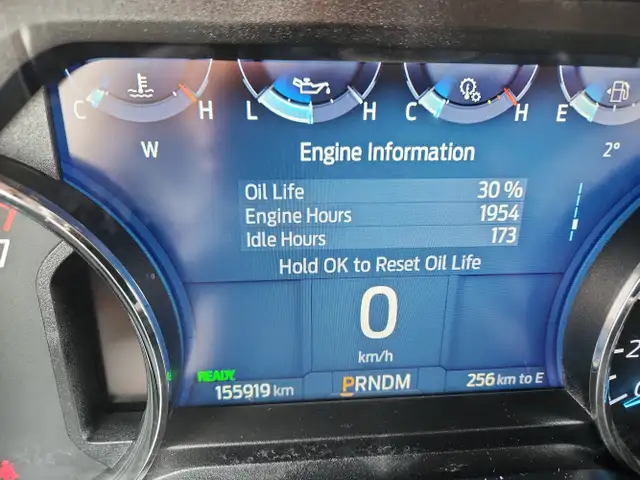 C H L H C H E
W Engine Information 2°
Oil Life 30 %
Engine Hours 1954
Idle Hours 173
Hold OK to Reset Oil Life
0
km/h
READY
155919 km PRNDM 256 km to E
7